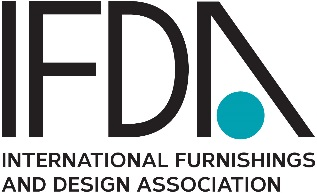 IFDA
INTERNATIONAL FURNISHINGS
AND DESIGN ASSOCIATION